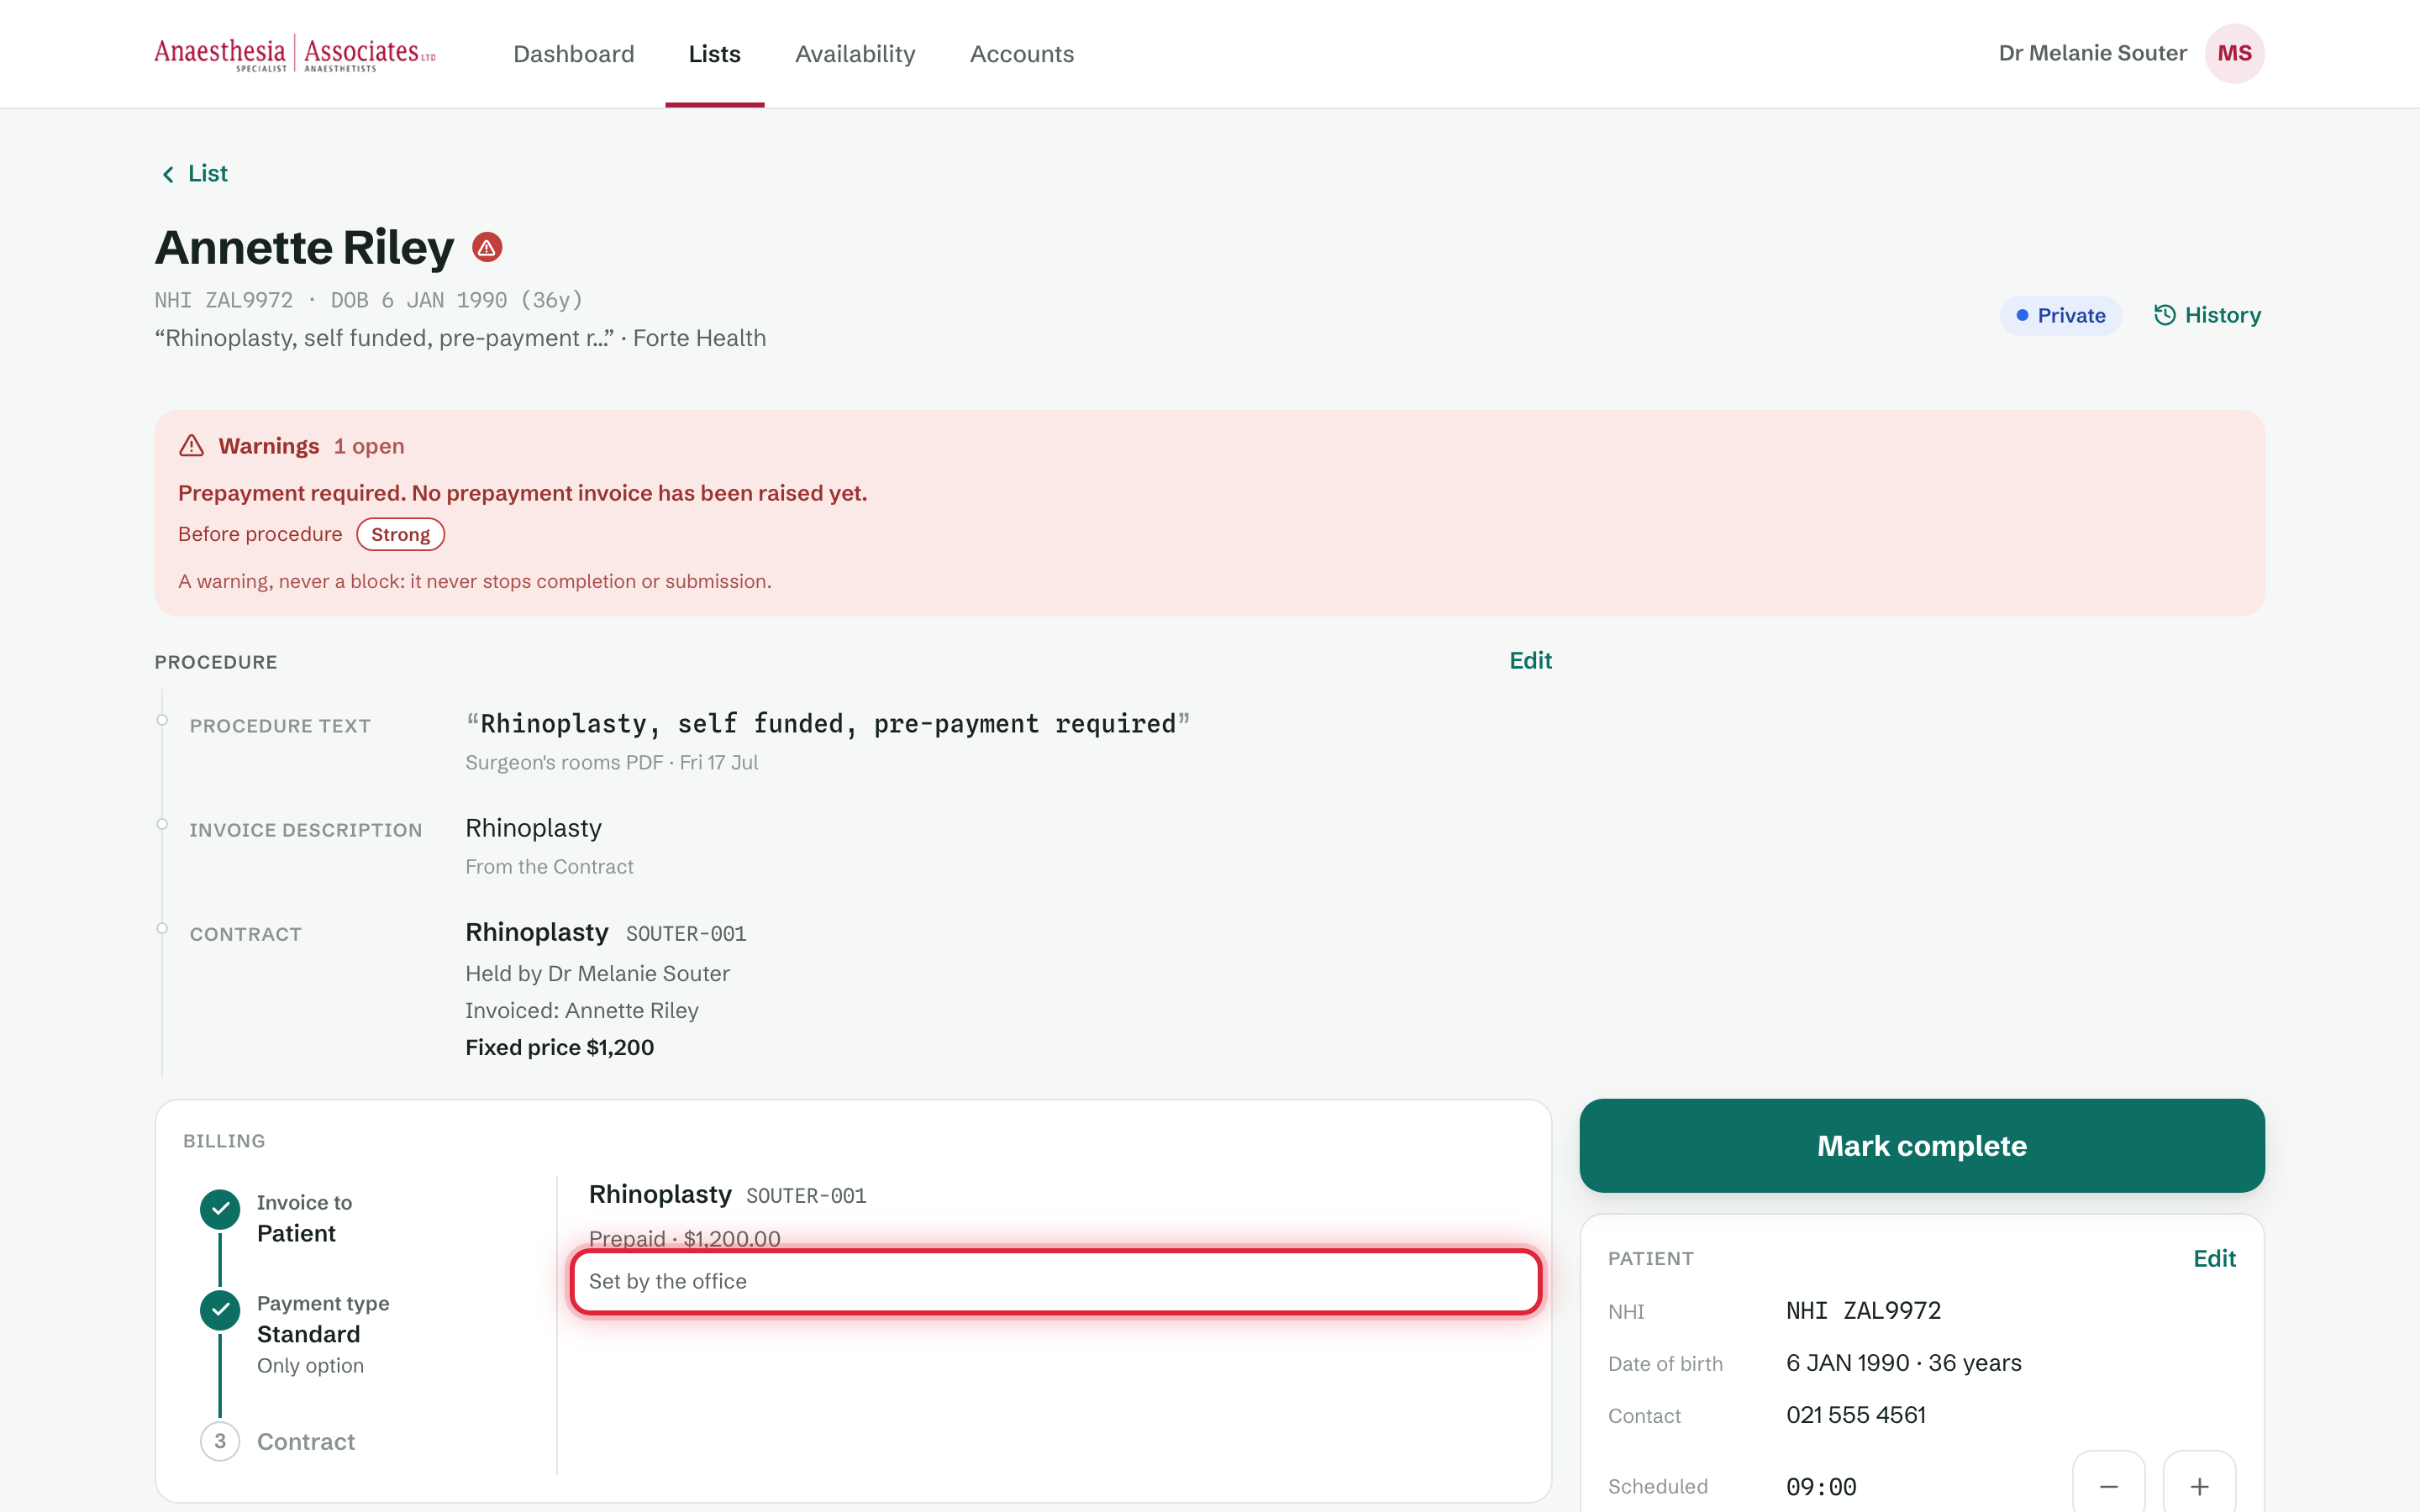 Anaesthesia | Associates LTD
SPECIALIST ANAESTHETISTS
Dashboard
Lists
Availability
Accounts
Dr Melanie Souter
MS
List
Annette Riley
NHI ZAL9972 · DOB 6 JAN 1990 (36y)
“Rhinoplasty, self funded, pre-payment r...” · Forte Health
Private
History
Warnings 1 open
Prepayment required. No prepayment invoice has been raised yet.
Before procedure Strong
A warning, never a block: it never stops completion or submission.
PROCEDURE
Edit
PROCEDURE TEXT
“Rhinoplasty, self funded, pre-payment required”
Surgeon's rooms PDF · Fri 17 Jul
INVOICE DESCRIPTION
Rhinoplasty
From the Contract
CONTRACT
Rhinoplasty SOUTER-001
Held by Dr Melanie Souter
Invoiced: Annette Riley
Fixed price $1,200
BILLING
Invoice to
Patient
Payment type
Standard
Only option
3 Contract
Rhinoplasty SOUTER-001
Prepaid · $1,200.00
Set by the office
Mark complete
PATIENT
Edit
NHI NHI ZAL9972
Date of birth 6 JAN 1990 · 36 years
Contact 021 555 4561
Scheduled 09:00 − +